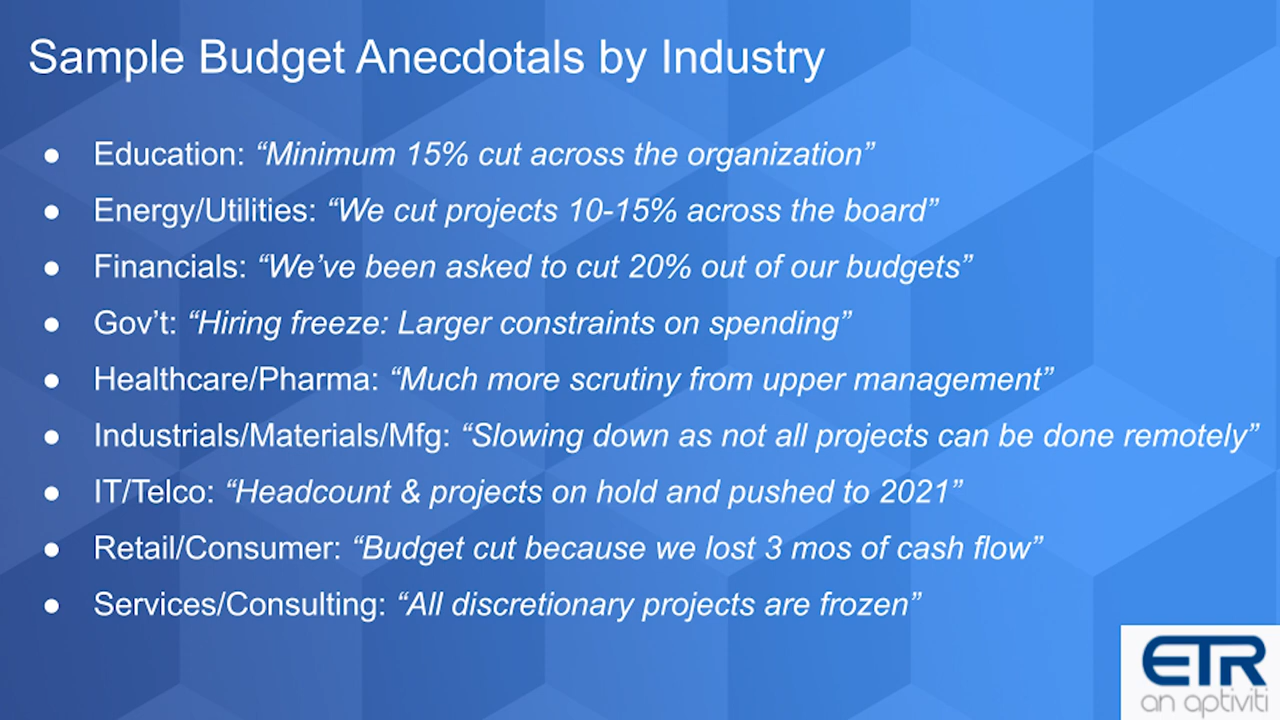 Sample Budget Anecdotals by Industry
● Education: “Minimum 15% cut across the organization”
● Energy/Utilities: “We cut projects 10-15% across the board”
● Financials: “We’ve been asked to cut 20% out of our budgets”
● Gov’t: “Hiring freeze: Larger constraints on spending”
● Healthcare/Pharma: “Much more scrutiny from upper management”
● Industrials/Materials/Mfg: “Slowing down as not all projects can be done remotely”
● IT/Telco: “Headcount & projects on hold and pushed to 2021”
● Retail/Consumer: “Budget cut because we lost 3 mos of cash flow”
● Services/Consulting: “All discretionary projects are frozen”
ETR
an aptiviti